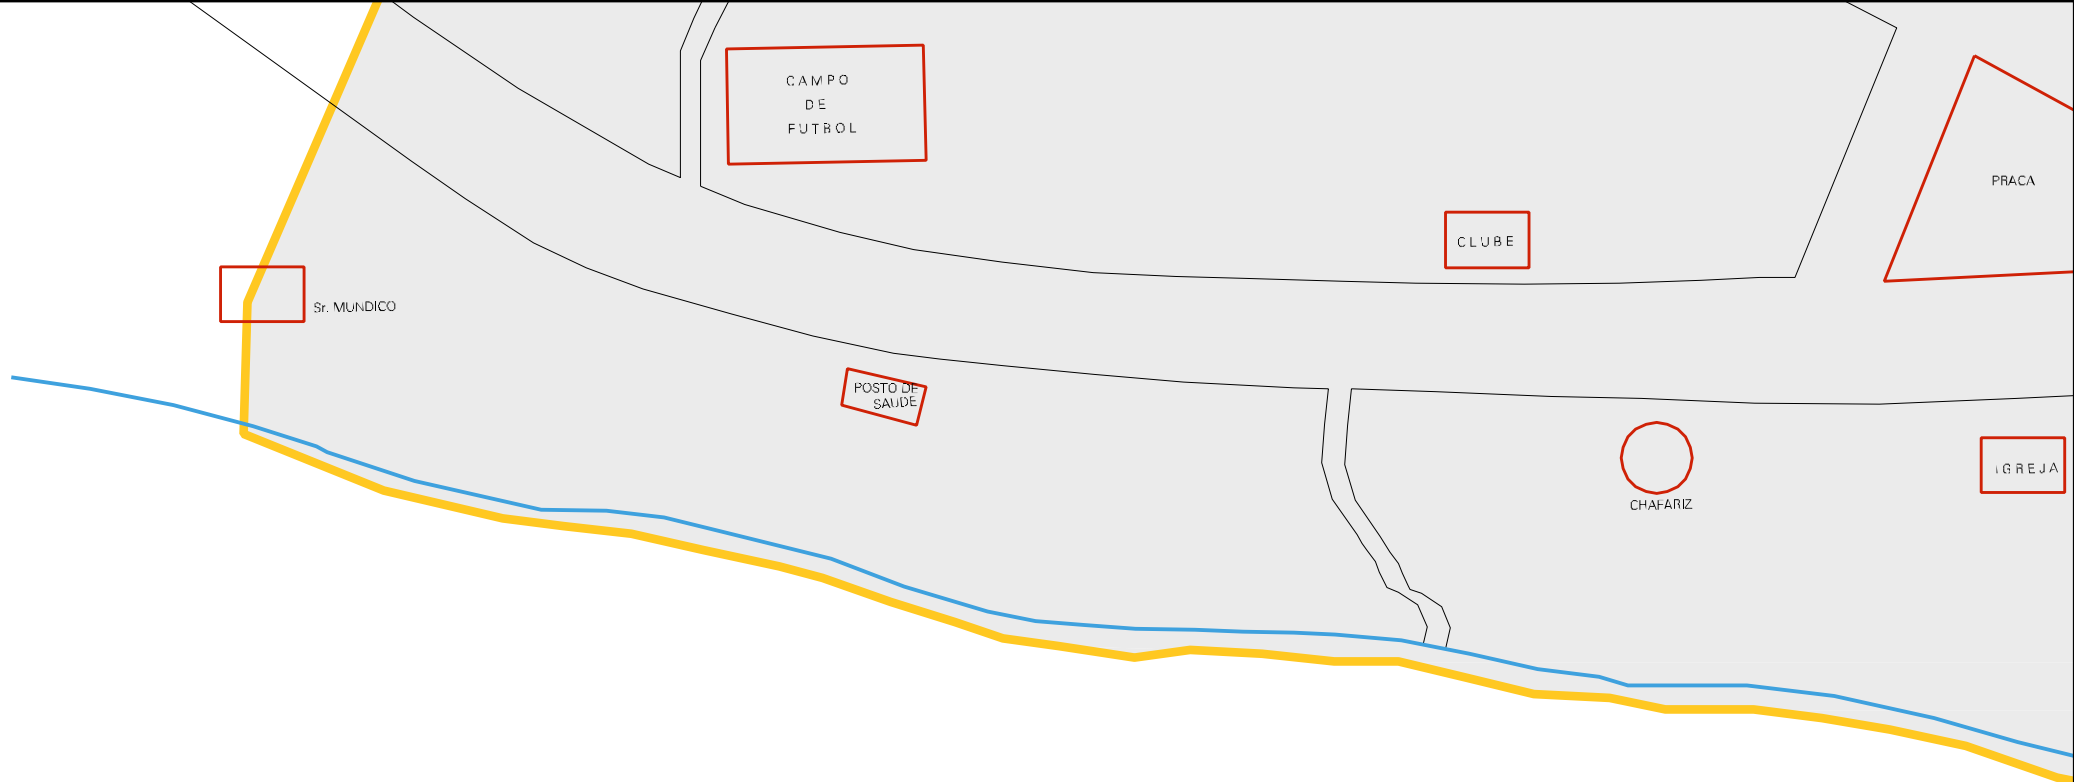 CAMPO
DE
FUTBOL
PRACA
CLUBE
Sr. MUNDICO
POSTO DE
SAUDE
IGREJA
CHAFARIZ